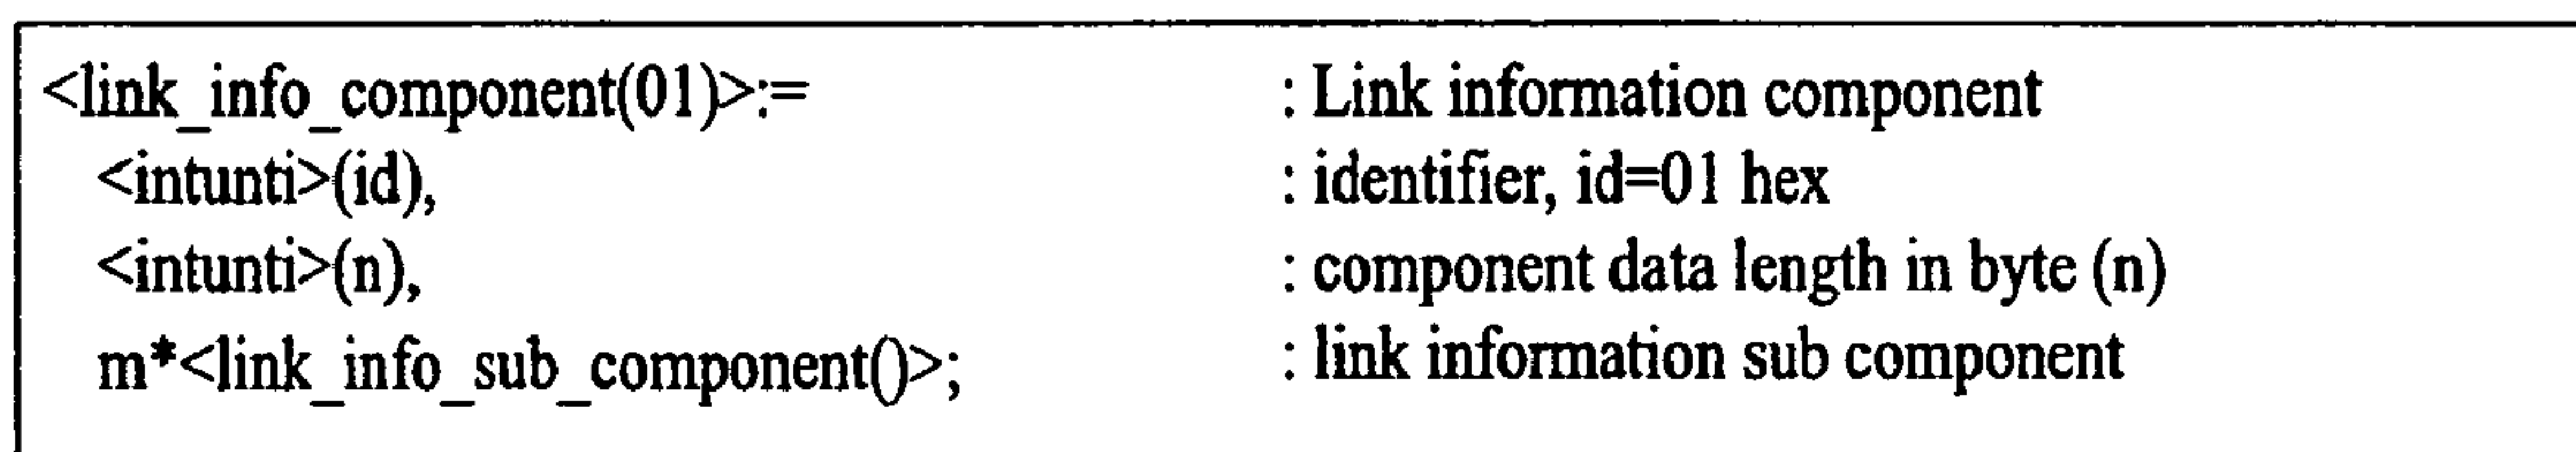 <link_info_component(01)>:= : Link information component
<intunti>(id), : identifier, id=01 hex
<intunti>(n), : component data length in byte (n)
m*<link_info_sub_component()>; : link information sub component